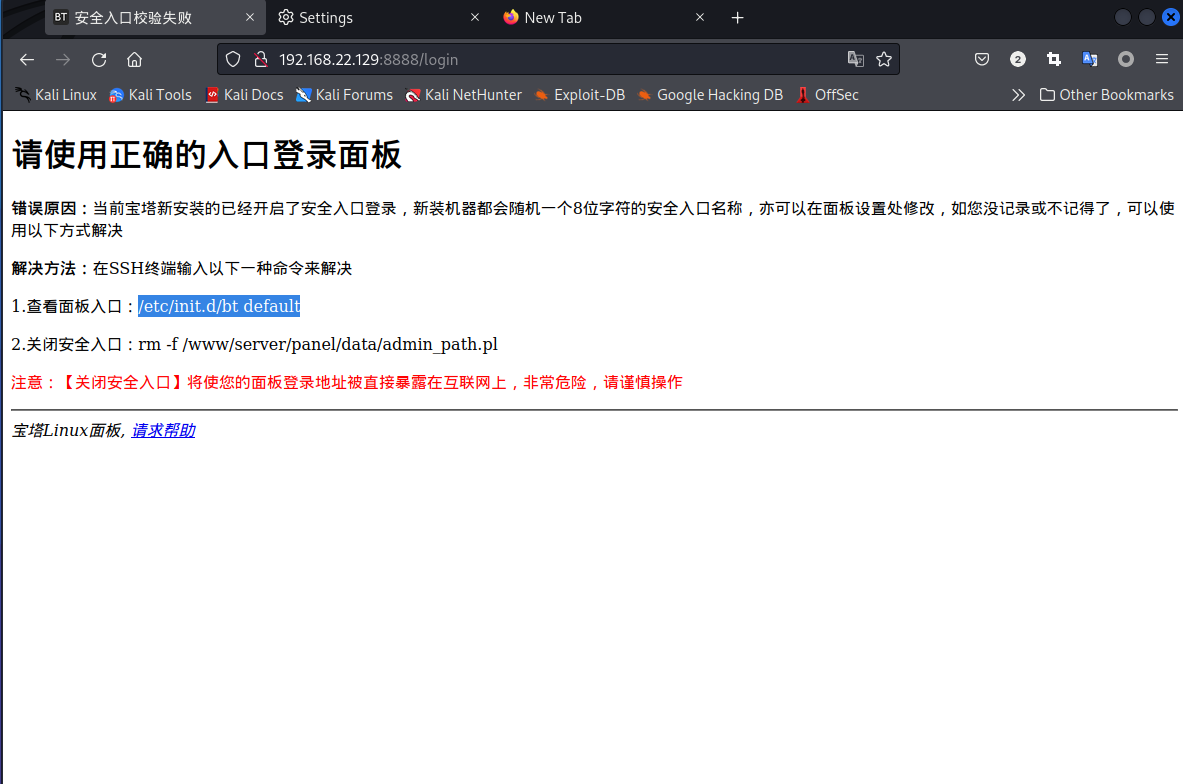 BT 安全入口校验失败
Settings
New Tab
192.168.22.129:8888/login
2
Kali Linux
Kali Tools
Kali Docs
Kali Forums
Kali NetHunter
Exploit-DB
Google Hacking DB
OffSec
Other Bookmarks
请使用正确的入口登录面板
错误原因：当前宝塔新安装的已经开启了安全入口登录，新装机器都会随机一个8位字符的安全入口名称，亦可以在面板设置处修改，如您没记录或不记得了，可以使
用以下方式解决
解决方法：在SSH终端输入以下一种命令来解决
1.查看面板入口：/etc/init.d/bt default
2.关闭安全入口：rm -f /www/server/panel/data/admin_path.pl
注意：【关闭安全入口】将使您的面板登录地址被直接暴露在互联网上，非常危险，请谨慎操作
宝塔Linux面板, 请求帮助